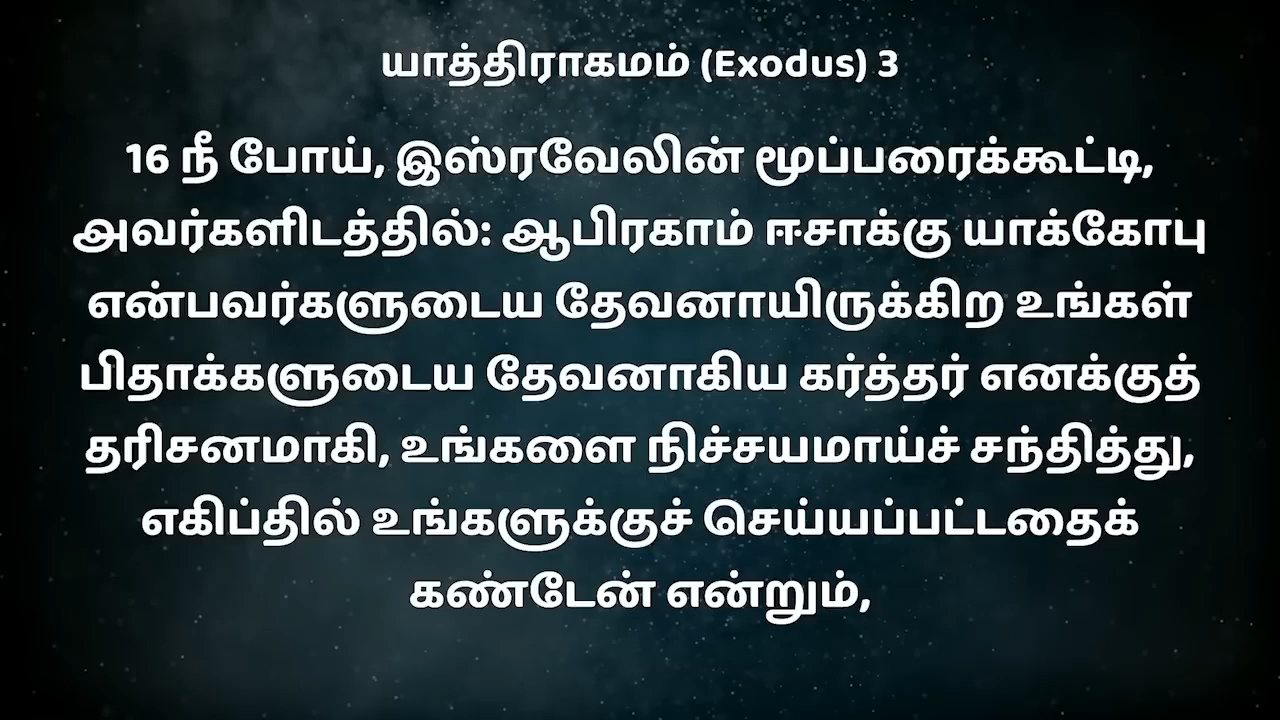 யாத்திராகமம் (Exodus) 3
16 நீ போய், இஸ்ரவேலின் மூப்பரைக்கூட்டி,
அவர்களிடத்தில்: ஆபிரகாம் ஈசாக்கு யாக்கோபு
என்பவர்களுடைய தேவனாயிருக்கிற உங்கள்
பிதாக்களுடைய தேவனாகிய கர்த்தர் எனக்குத்
தரிசனமாகி, உங்களை நிச்சயமாய்ச் சந்தித்து,
எகிப்தில் உங்களுக்குச் செய்யப்பட்டதைக்
கண்டேன் என்றும்,